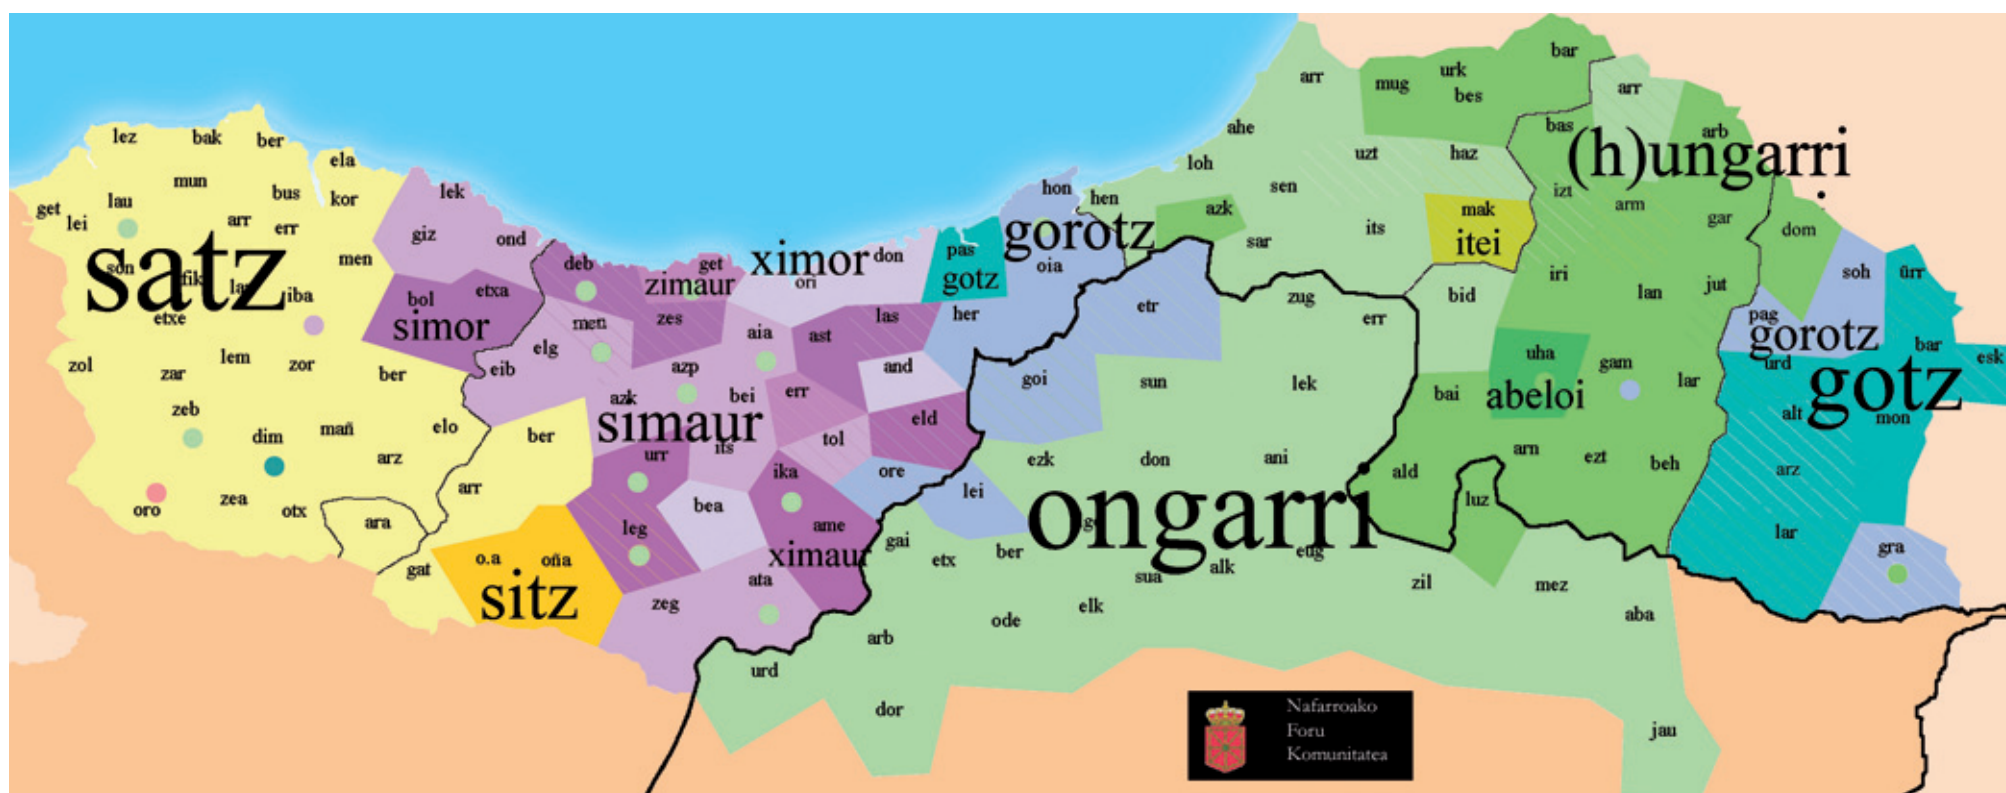 bar
arr
mug
urk
bes
arr
lez
bak
ber
ela
ahe
bas
arb
(h)ungarri
uzt
haz
loh
mun
bus
kor
lek
hon
hen
sen
izt
arm
get
lau
lei
arr
err
giz
ond
gorotz
azk
mak
its
gar
dom
satz
son
fik
las
iba
men
deb
get
ximor
don
ori
pas
gotz
oia
sar
itei
iri
lan
jut
soh
ürr
etxe
bol
etxa
simor
zimaur
men
zes
aia
ast
las
her
etr
zug
err
bid
pag
gorotz
urd
bar
esk
zol
zar
lem
zor
ber
eib
elg
azp
azk
bei
err
and
goi
sun
lek
uha
abeloi
gam
lar
bai
alt
gotz
mon
zeb
dim
mañ
elo
arz
ber
simaur
its
tol
eld
urr
ika
ore
ezk
don
ani
ald
arn
ezt
beh
arz
oro
zea
otx
ara
arr
leg
bea
ame
ximaur
lei
gai
etx
ber
ongarri
luz
lar
gra
gat
o.a
oña
sitz
zeg
ata
sua
alk
eug
zil
mez
aba
elk
ode
arb
urd
dor
jau
Nafarroako
Foru
Komunitatea